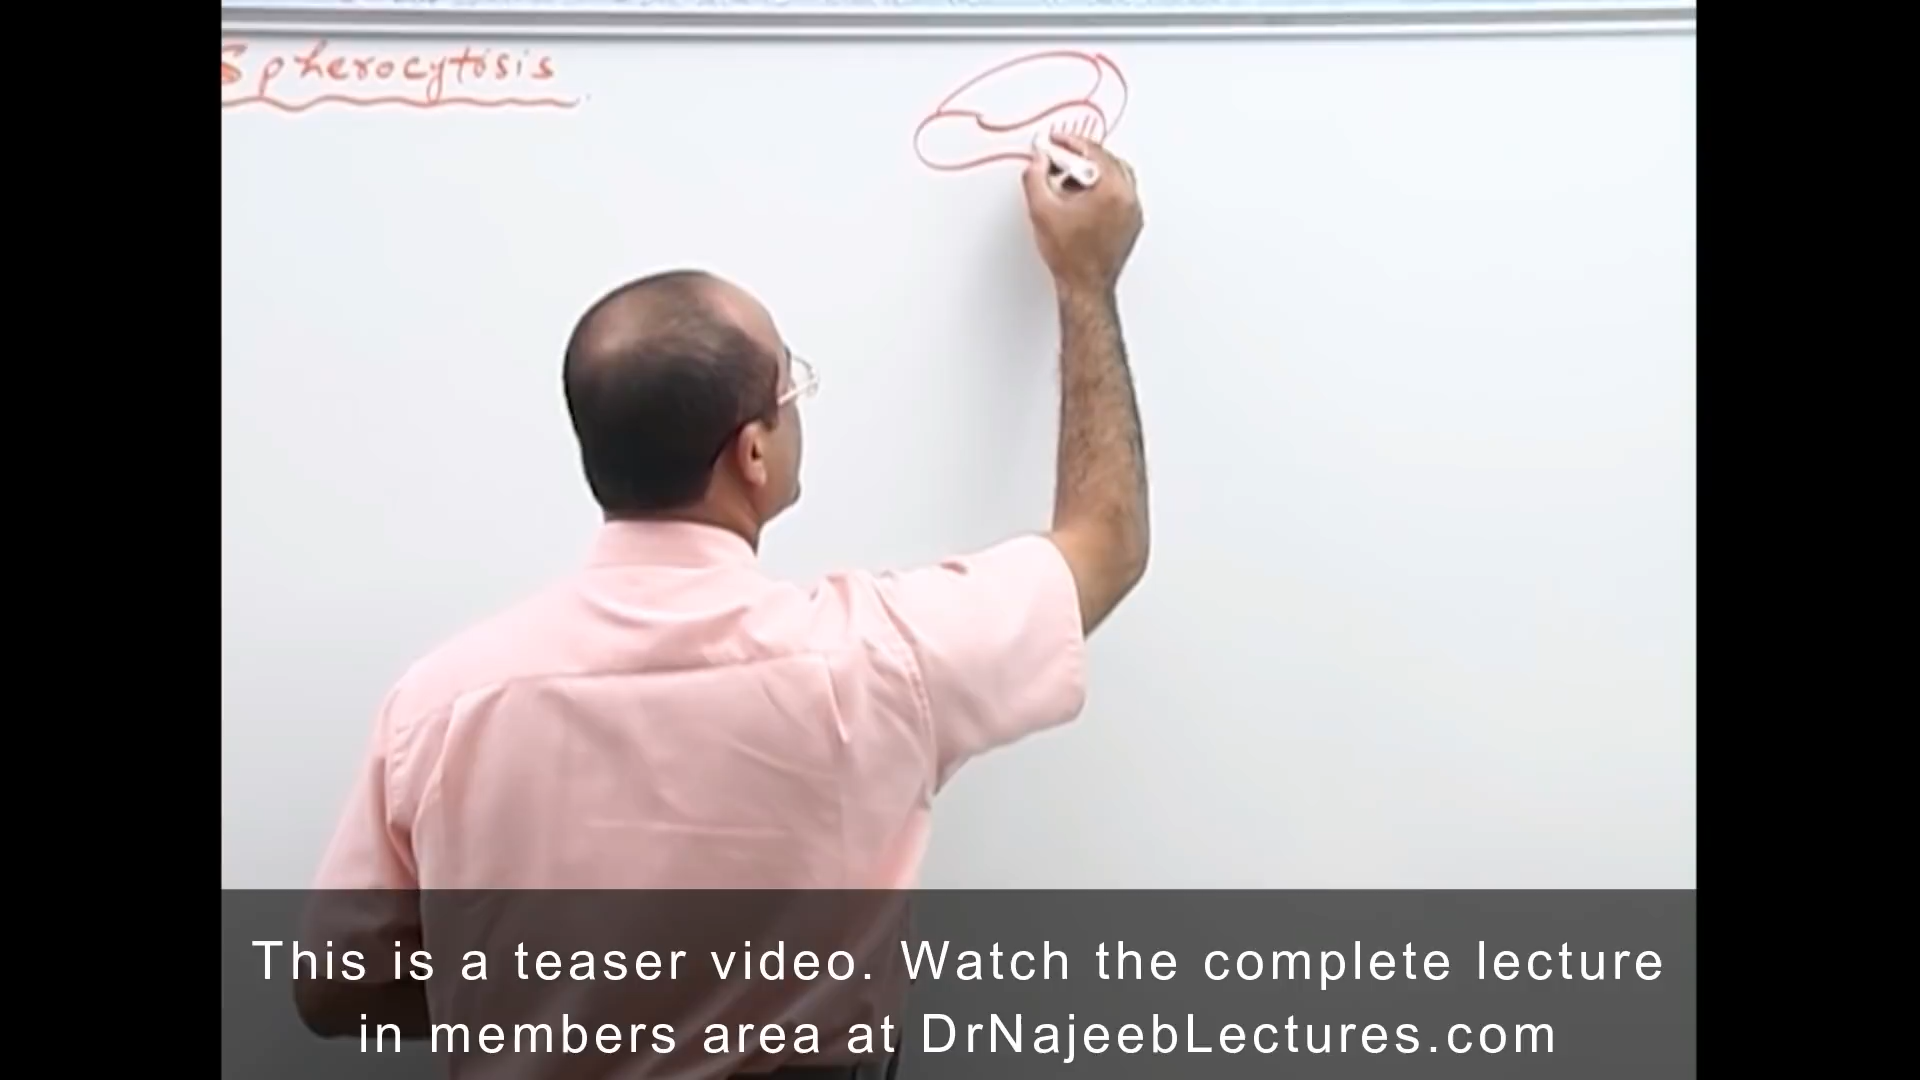 Spherocytosis
This is a teaser video. Watch the complete lecture
in members area at DrNajeebLectures.com